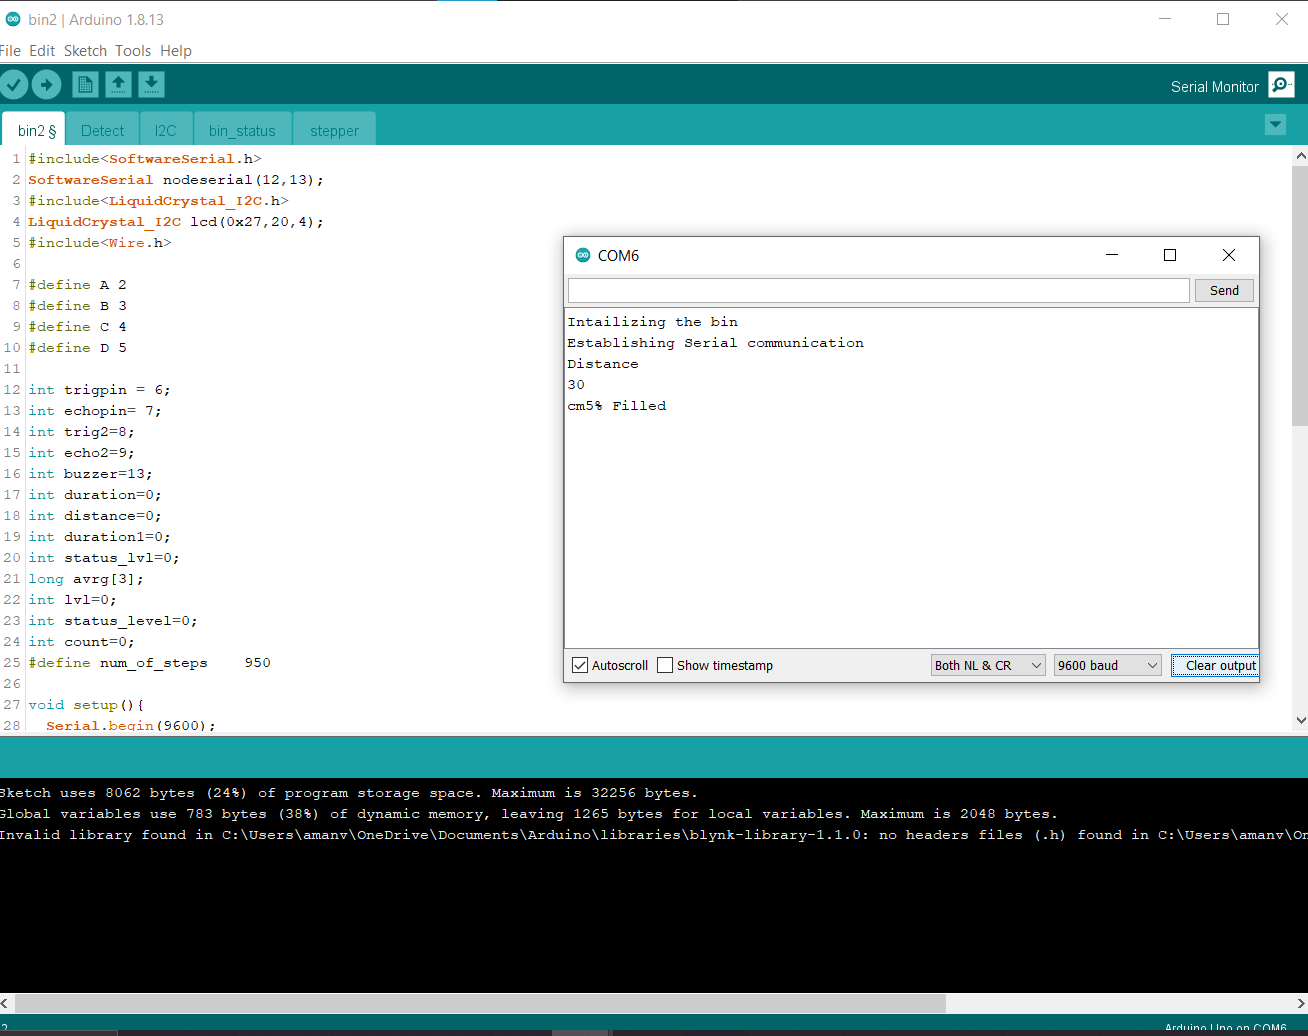 bin2 | Arduino 1.8.13
File Edit Sketch Tools Help
Serial Monitor
bin2 § Detect I2C bin_status stepper
1 #include<SoftwareSerial.h>
2 SoftwareSerial nodeserial(12,13);
3 #include<LiquidCrystal_I2C.h>
4 LiquidCrystal_I2C lcd(0x27,20,4);
5 #include<Wire.h>
6
7 #define A 2
8 #define B 3
9 #define C 4
10 #define D 5
11
12 int trigpin = 6;
13 int echopin= 7;
14 int trig2=8;
15 int echo2=9;
16 int buzzer=13;
17 int duration=0;
18 int distance=0;
19 int duration1=0;
20 int status_lvl=0;
21 long avrg[3];
22 int lvl=0;
23 int status_level=0;
24 int count=0;
25 #define num_of_steps    950
26
27 void setup(){
28   Serial.begin(9600);
COM6
Send
Intailizing the bin
Establishing Serial communication
Distance
30
cm5% Filled
Autoscroll Show timestamp Both NL & CR 9600 baud Clear output
Sketch uses 8062 bytes (24%) of program storage space. Maximum is 32256 bytes.
Global variables use 783 bytes (38%) of dynamic memory, leaving 1265 bytes for local variables. Maximum is 2048 bytes.
Invalid library found in C:\Users\amanv\OneDrive\Documents\Arduino\libraries\blynk-library-1.1.0: no headers files (.h) found in C:\Users\amanv\On
2 Arduino Uno on COM6